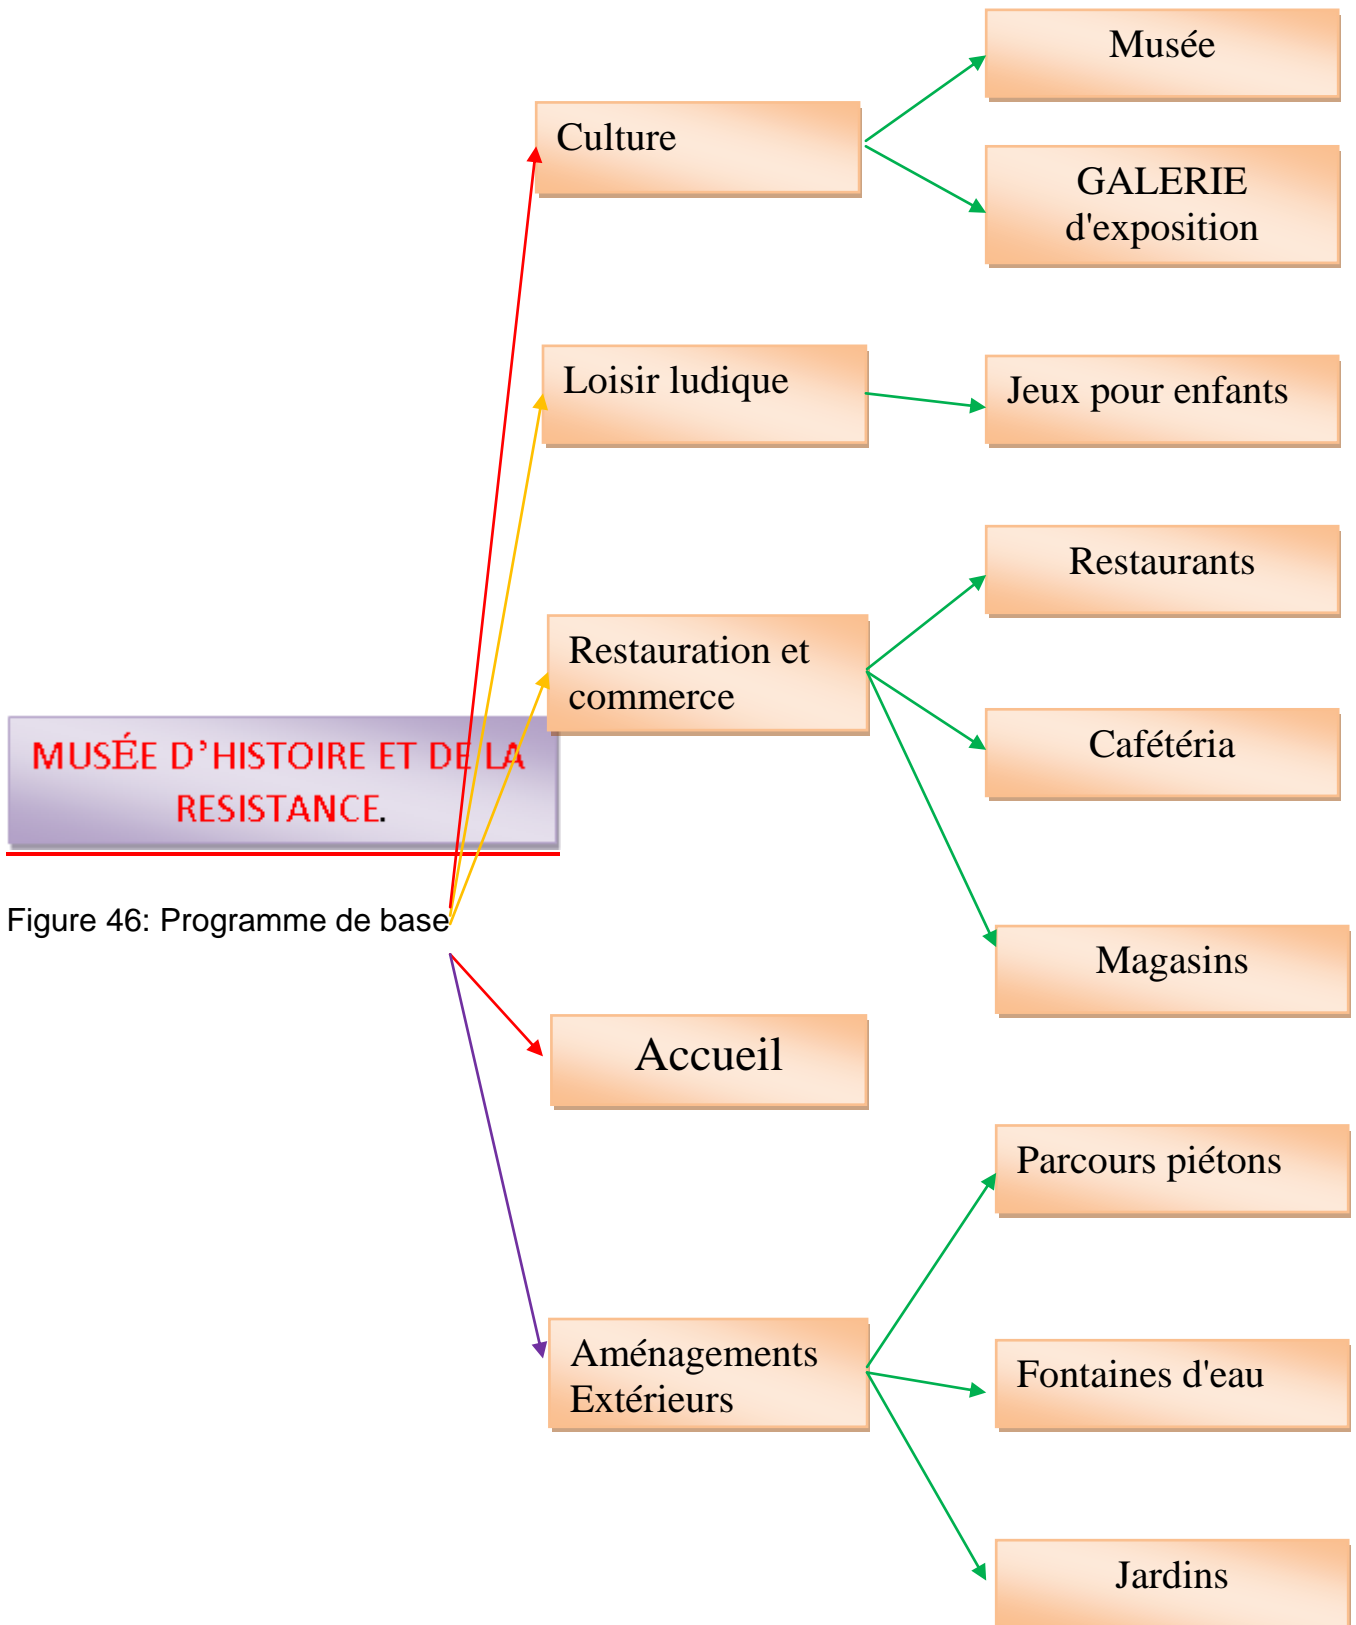 Musée
Culture
GALERIE
d'exposition
Loisir ludique
Jeux pour enfants
Restaurants
Restauration et
commerce
Cafétéria
MUSÉE D’HISTOIRE ET DE LA
RESISTANCE.
Figure 46: Programme de base
Magasins
Accueil
Parcours piétons
Aménagements
Extérieurs
Fontaines d'eau
Jardins